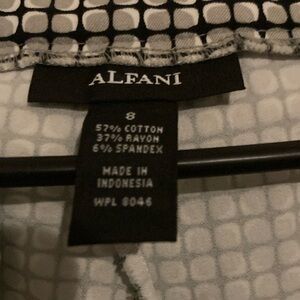 ALFANI
8
57% COTTON
37% RAYON
6% SPANDEX
MADE IN
INDONESIA
WPL 8046